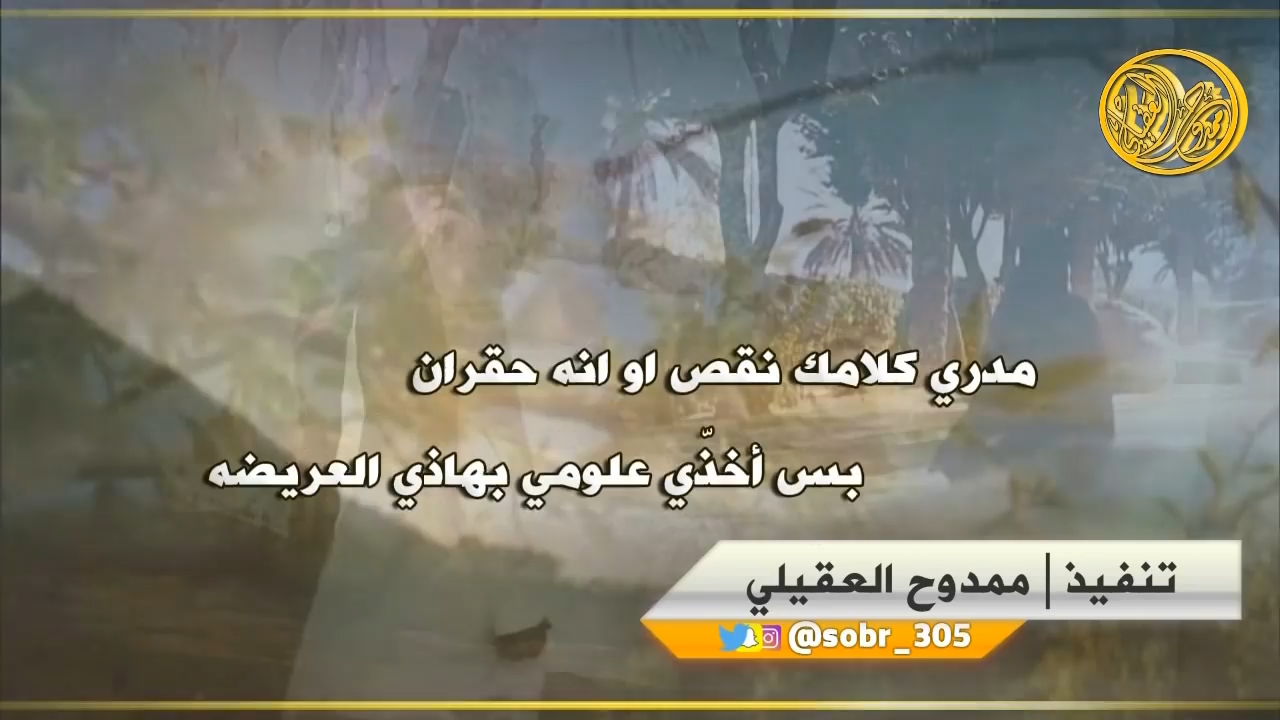 مدري كلامك نقص او انه حقران
بس أخذّي علومي بهاذي العريضه
تنفيذ | ممدوح العقيلي
@sobr_305